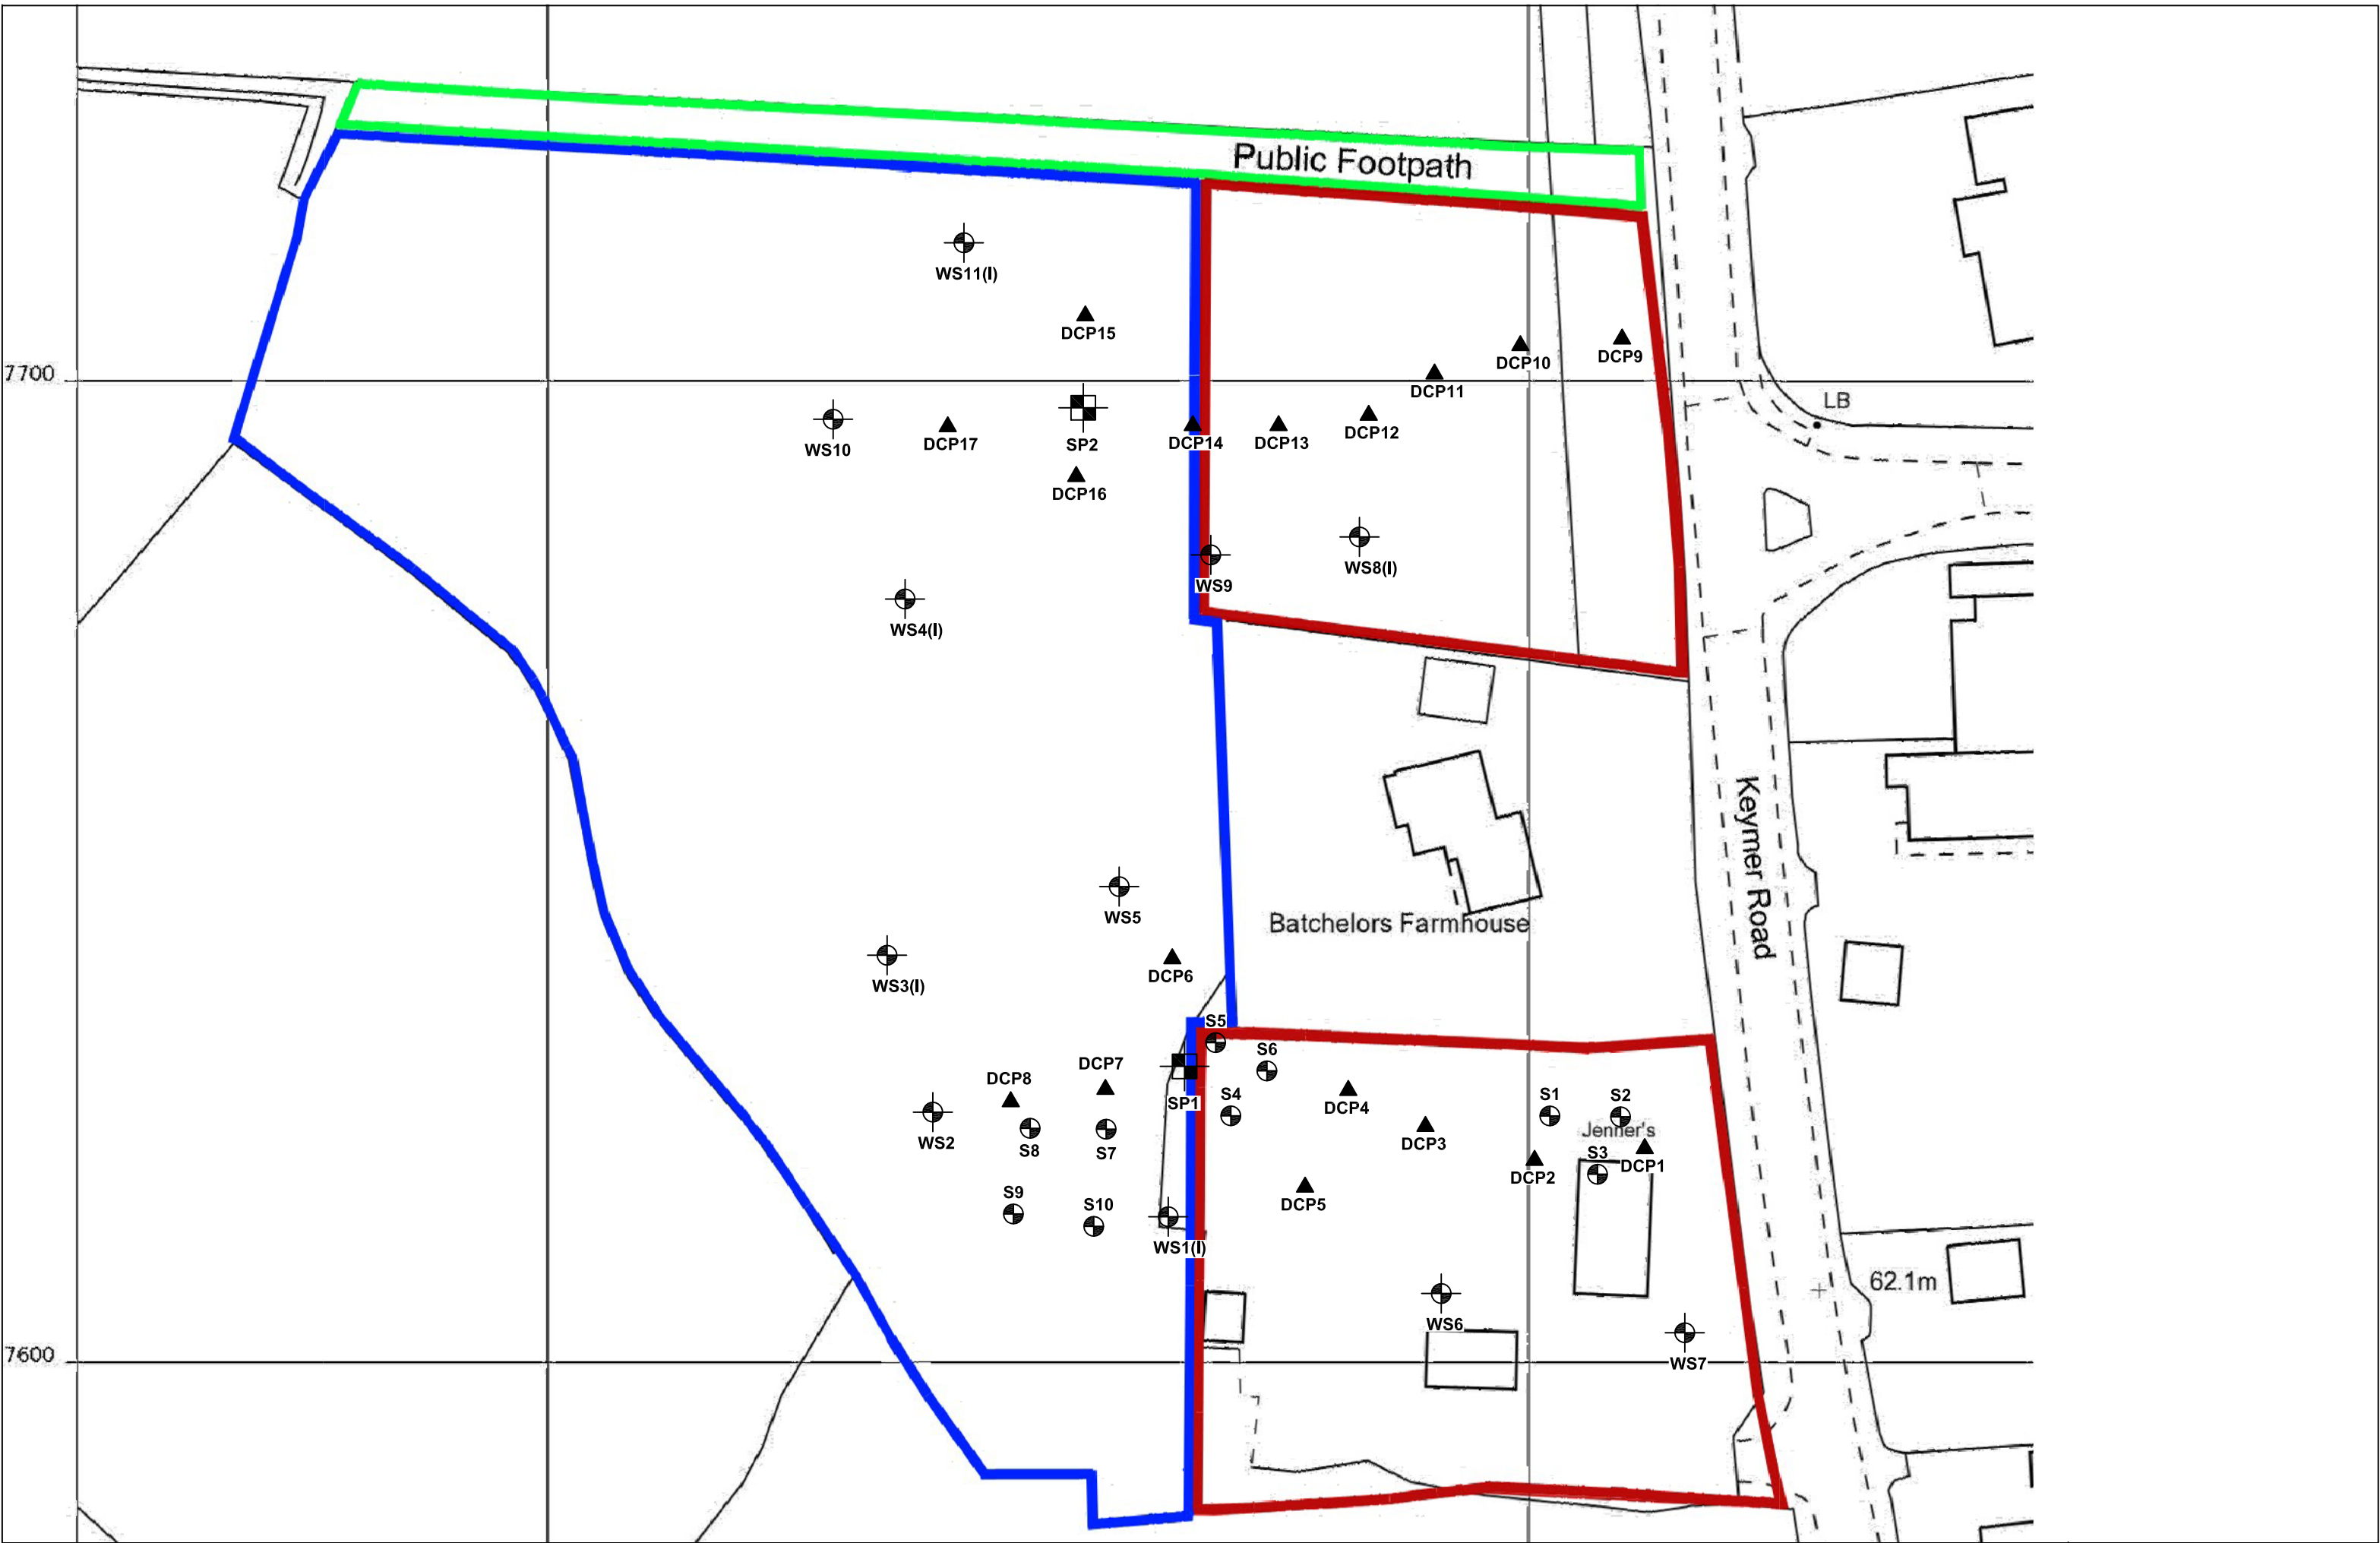 Public Footpath
WS11(I)
DCP15
DCP10
DCP9
7700
DCP11
LB
WS10
DCP17
SP2
DCP14
DCP13
DCP12
DCP16
WS8(I)
WS9
WS4(I)
Keymer Road
WS5
Batchelors Farmhouse
DCP6
WS3(I)
S5
S6
DCP7
DCP8
SP1
S4
DCP4
S1
S2
WS2
S8
S7
DCP3
Jenner's
S3
DCP1
DCP2
S9
S10
DCP5
WS1(I)
62.1m
WS6
7600
WS7